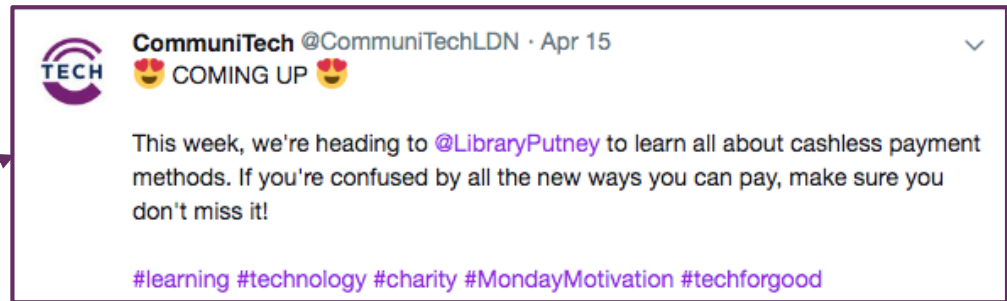 TECH
CommuniTech @CommuniTechLDN · Apr 15
😍 COMING UP 😍
This week, we're heading to @LibraryPutney to learn all about cashless payment
methods. If you're confused by all the new ways you can pay, make sure you
don't miss it!
#learning #technology #charity #MondayMotivation #techforgood